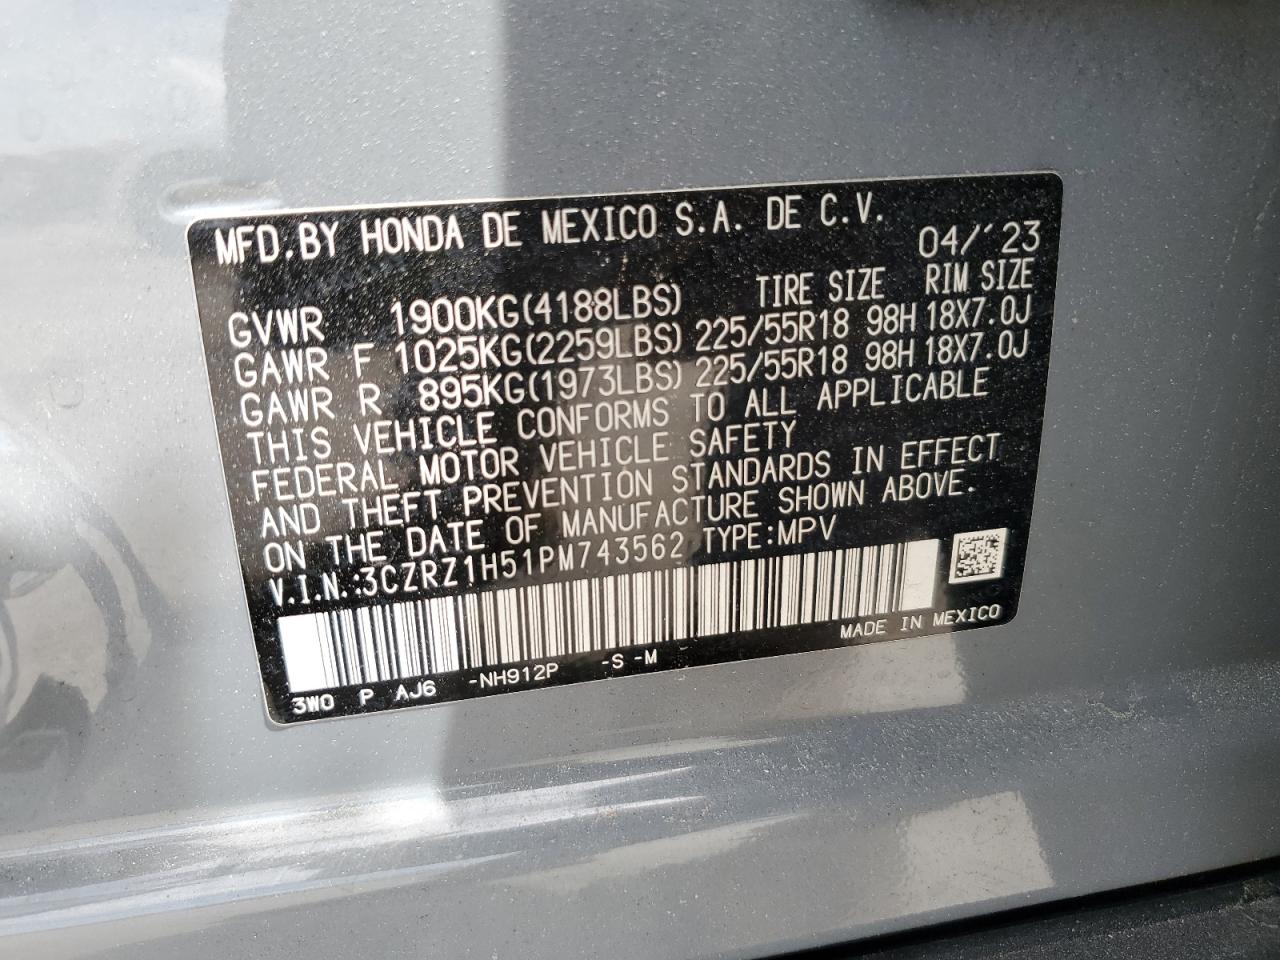 MFD.BY HONDA DE MEXICO S.A. DE C.V.
04/'23
TIRE SIZE RIM SIZE
GVWR 1900KG(4188LBS)
GAWR F 1025KG(2259LBS) 225/55R18 98H 18X7.0J
GAWR R 895KG(1973LBS) 225/55R18 98H 18X7.0J
THIS VEHICLE CONFORMS TO ALL APPLICABLE
FEDERAL MOTOR VEHICLE SAFETY
AND THEFT PREVENTION STANDARDS IN EFFECT
ON THE DATE OF MANUFACTURE SHOWN ABOVE.
V.I.N.:3CZRZ1H51PM743562 TYPE:MPV
MADE IN MEXICO
3W0 P AJ6 -NH912P -S -M